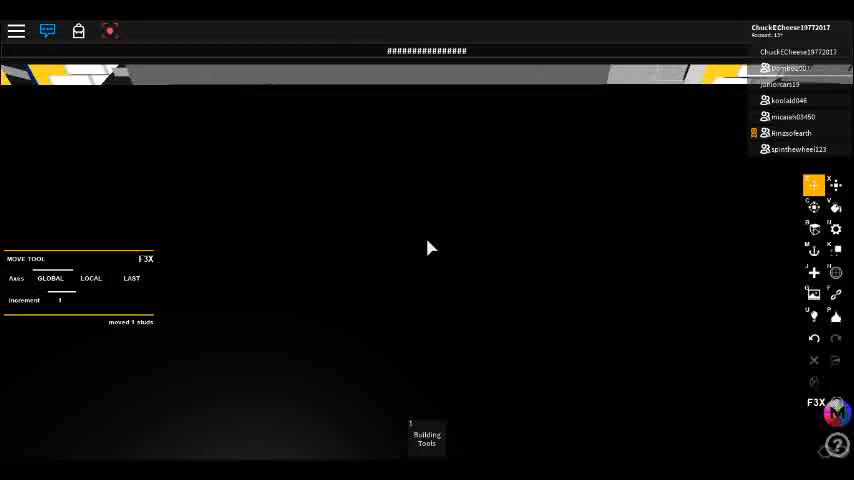 ChuckECheese19772017
Account: 13+
################
ChuckECheese19772017
Dombo2007
juniorcars19
koolaid046
micaiah03450
Rinzsofearth
spinthewheel123
Z X
C V
B N
M K
J H
G F
U P
MOVE TOOL F3X
Axes GLOBAL LOCAL LAST
Increment 1
moved 1 studs
F3X
1
Building
Tools